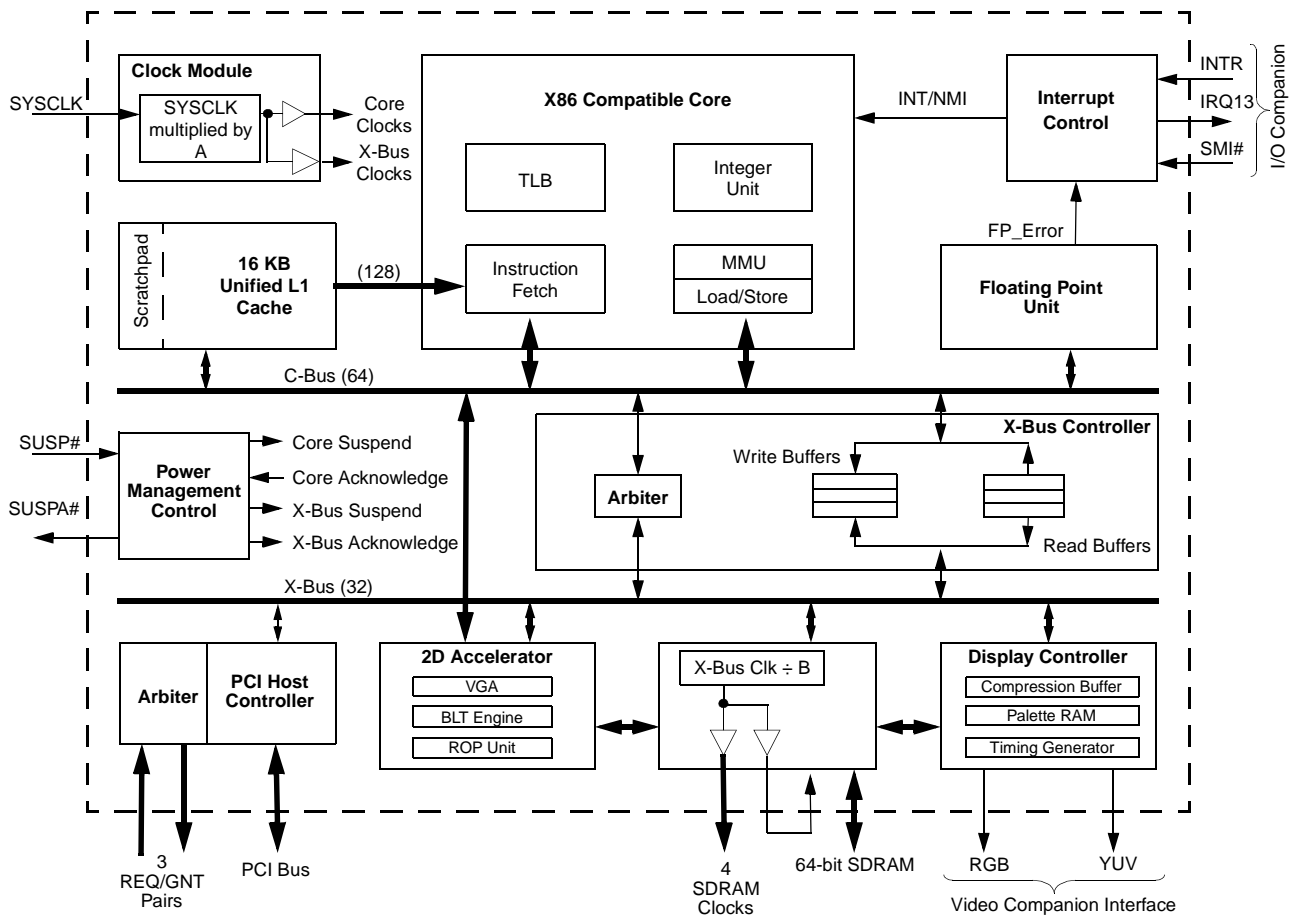 Clock Module
SYSCLK
SYSCLK
multiplied by
A
Core
Clocks
X-Bus
Clocks
X86 Compatible Core
TLB
Integer
Unit
Instruction
Fetch
MMU
Load/Store
INT/NMI
Interrupt
Control
INTR
IRQ13
SMI#
I/O Companion
FP_Error
Scratchpad
16 KB
Unified L1
Cache
(128)
Floating Point
Unit
C-Bus (64)
SUSP#
SUSPA#
Power
Management
Control
Core Suspend
Core Acknowledge
X-Bus Suspend
X-Bus Acknowledge
X-Bus Controller
Arbiter
Write Buffers
Read Buffers
X-Bus (32)
Arbiter
PCI Host
Controller
2D Accelerator
VGA
BLT Engine
ROP Unit
X-Bus Clk ÷ B
Display Controller
Compression Buffer
Palette RAM
Timing Generator
3
REQ/GNT
Pairs
PCI Bus
4
SDRAM
Clocks
64-bit SDRAM
RGB
YUV
Video Companion Interface